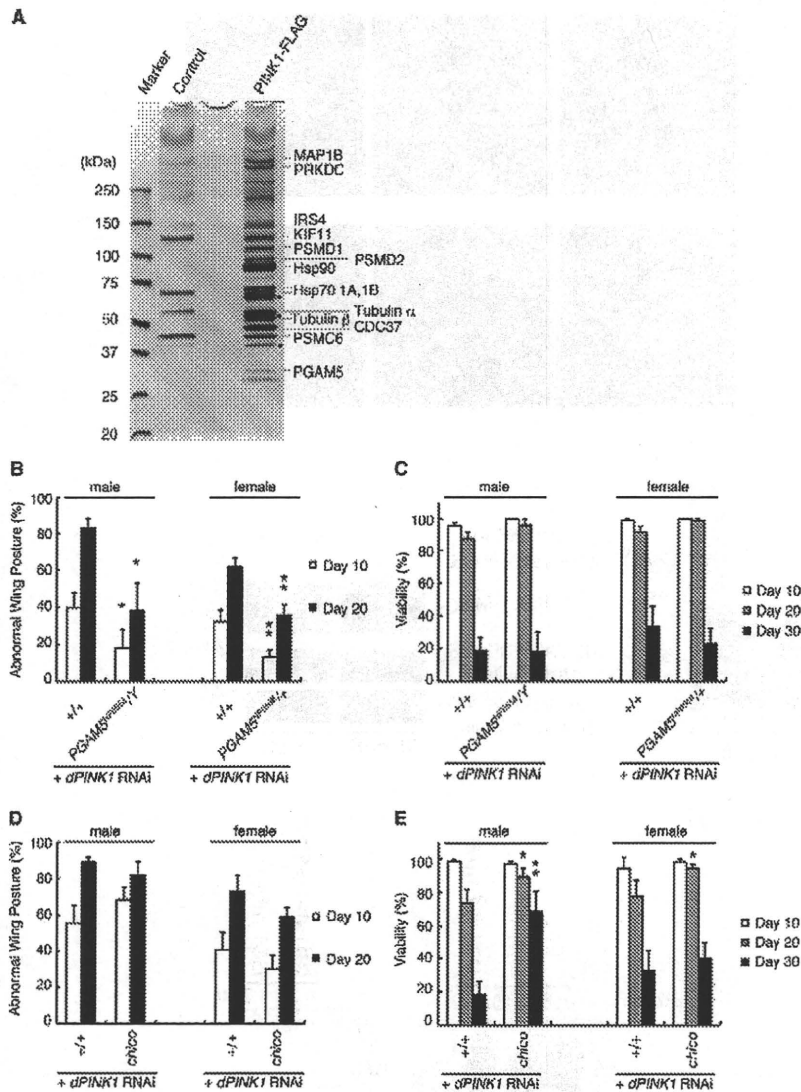 A
Marker
Control
PINK1-FLAG
(kDa)
250
150
100
75
50
37
25
20
MAP1B
PRKDC
IRS4
KIF11
PSMD1
PSMD2
Hsp90
Hsp70 1A,1B
Tubulin α
Tubulin β
CDC37
PSMC6
PGAM5
B
male
female
Abnormal Wing Posture (%)
100
80
60
40
20
0
* *
** **
Day 10
Day 20
+/+
PGAM5 /Y
+/+
PGAM5 /+
+ dPINK1 RNAi
+ dPINK1 RNAi
C
male
female
Viability (%)
100
80
60
40
20
0
Day 10
Day 20
Day 30
+/+
PGAM5 /Y
+/+
PGAM5 /+
+ dPINK1 RNAi
+ dPINK1 RNAi
D
male
female
Abnormal Wing Posture (%)
100
80
60
40
20
0
Day 10
Day 20
+/+
chico
+/+
chico
+ dPINK1 RNAi
+ dPINK1 RNAi
E
male
female
Viability (%)
100
80
60
40
20
0
* **
*
Day 10
Day 20
Day 30
+/+
chico
+/+
chico
+ dPINK1 RNAi
+ dPINK1 RNAi